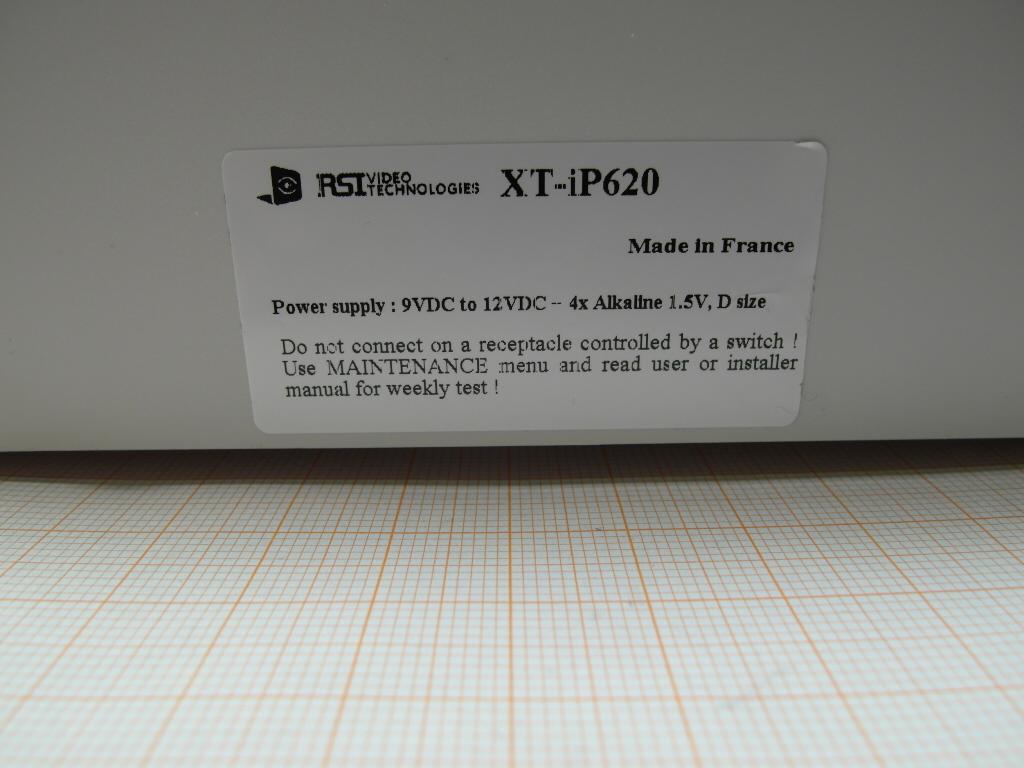 RSI VIDEO TECHNOLOGIES XT-iP620
Made in France
Power supply : 9VDC to 12VDC -- 4x Alkaline 1.5V, D size
Do not connect on a receptacle controlled by a switch !
Use MAINTENANCE menu and read user or installer
manual for weekly test !